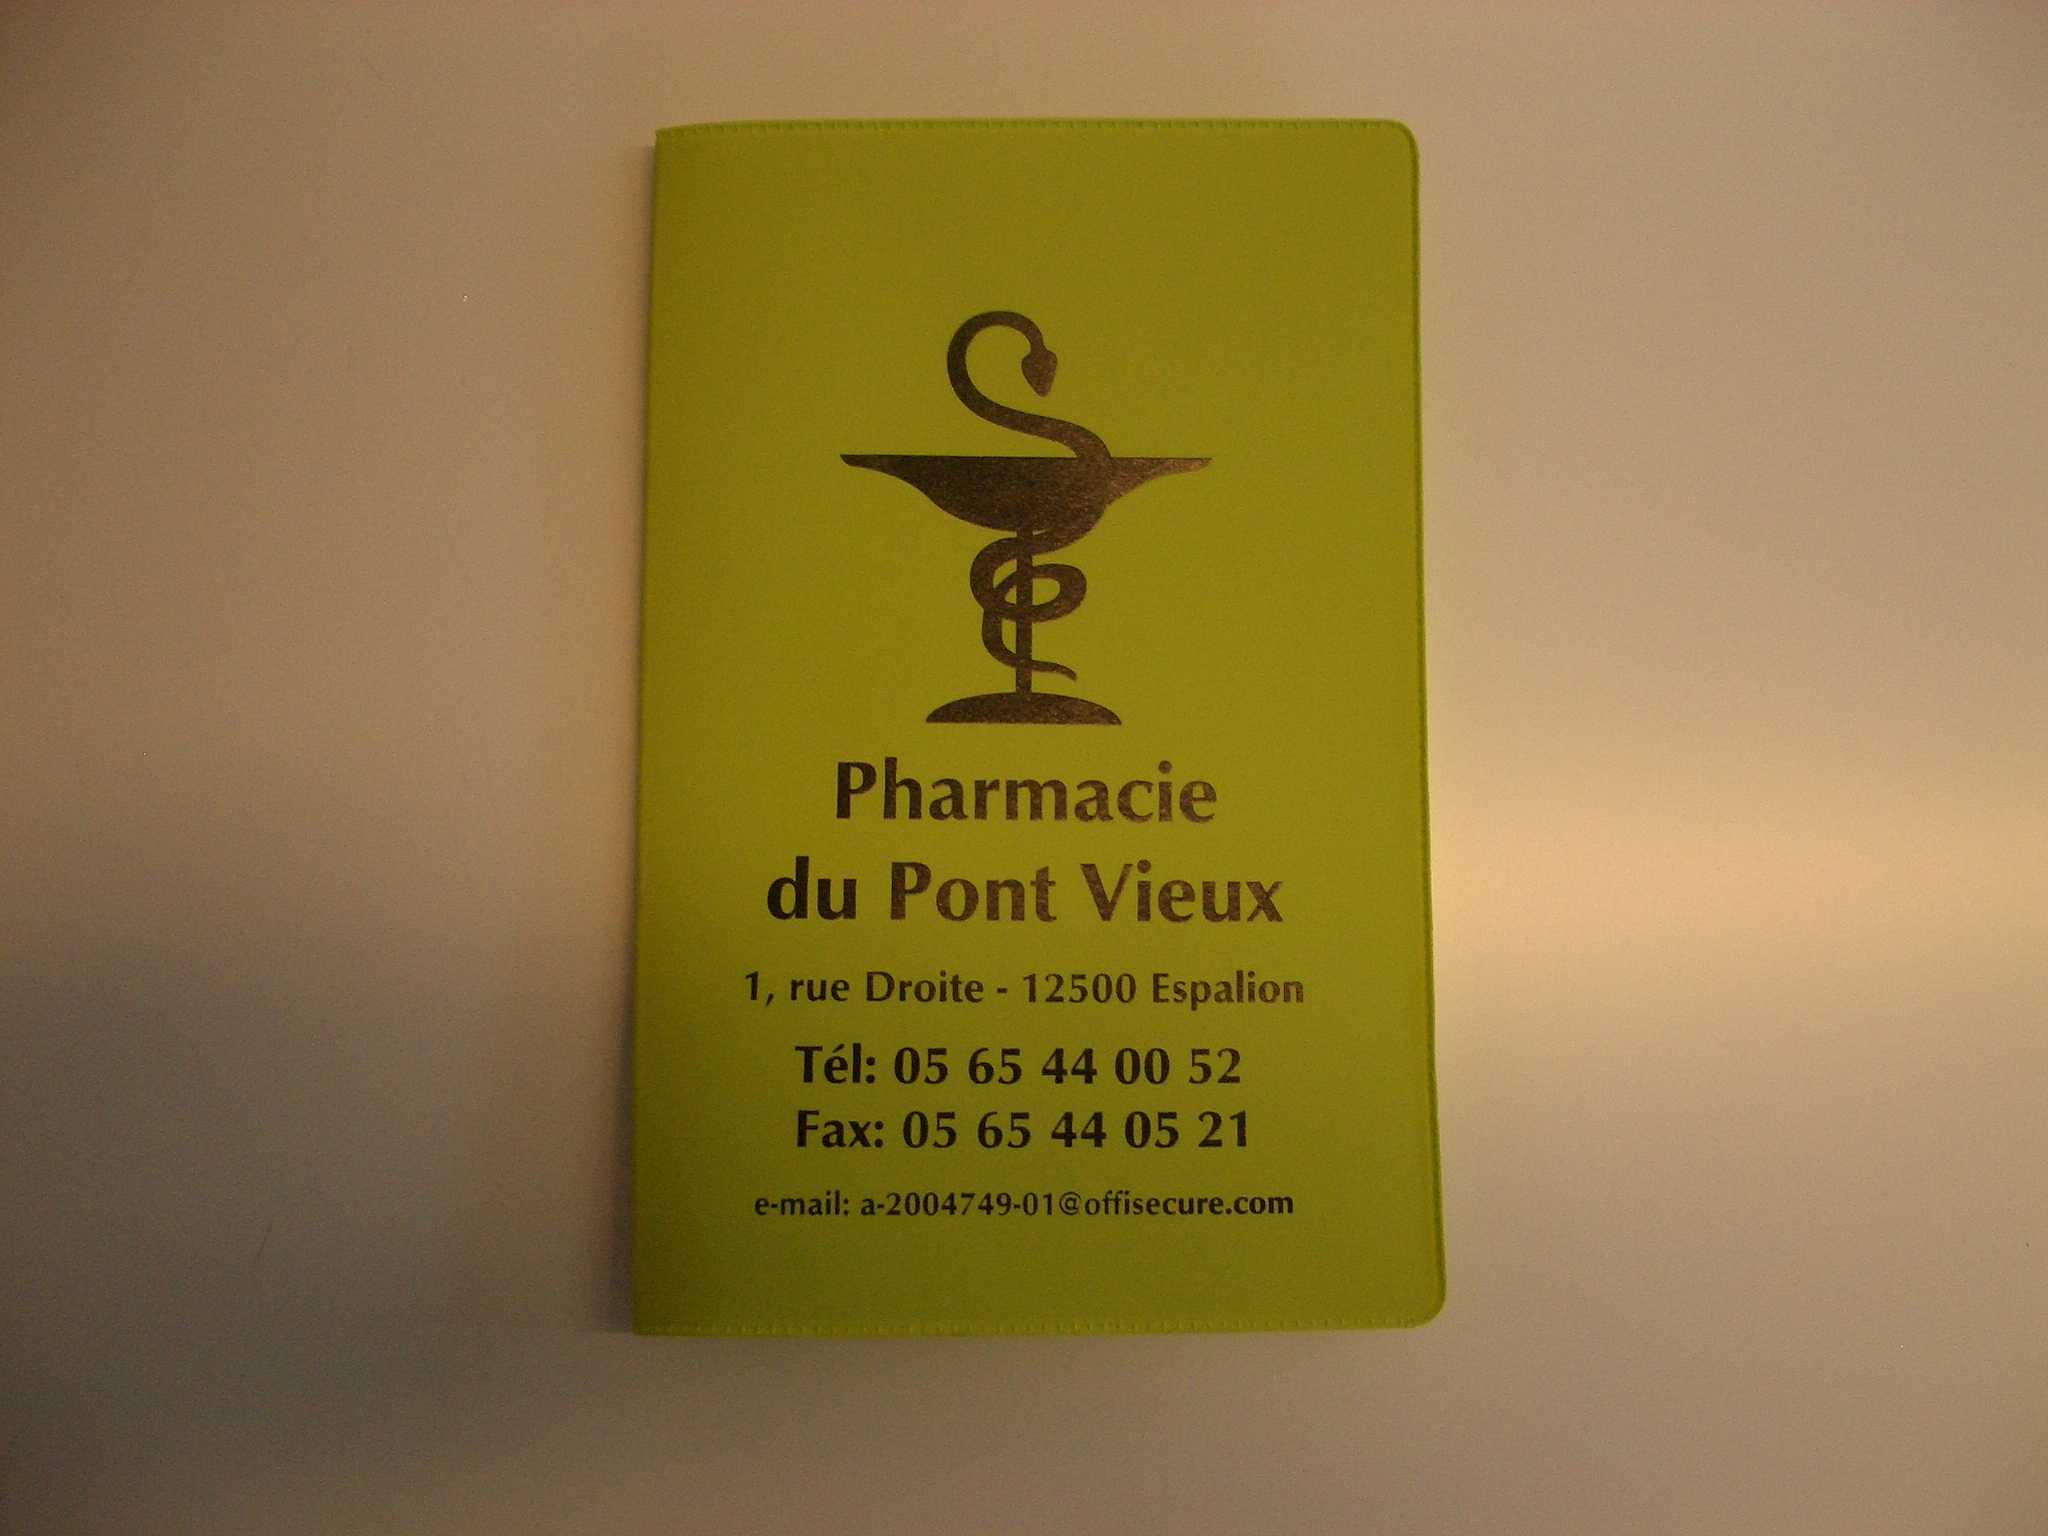 Pharmacie
du Pont Vieux
1, rue Droite - 12500 Espalion
Tél: 05 65 44 00 52
Fax: 05 65 44 05 21
e-mail: a-2004749-01@offisecure.com